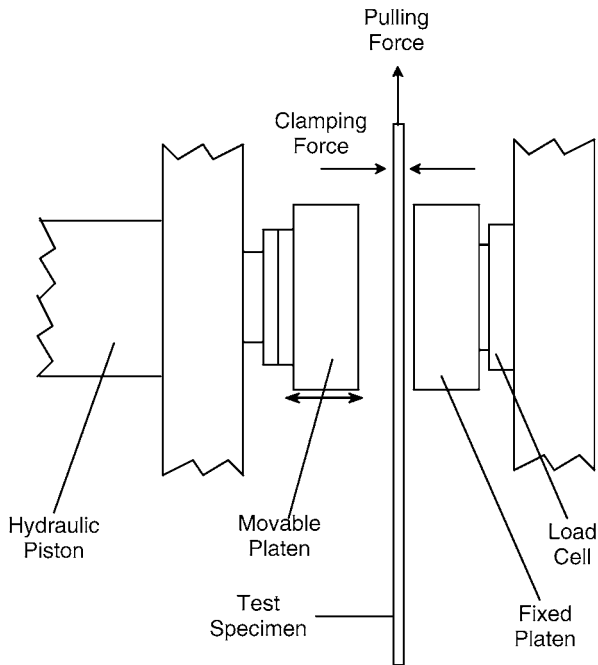 Pulling
Force
Clamping
Force
Hydraulic
Piston
Movable
Platen
Load
Cell
Test
Specimen
Fixed
Platen